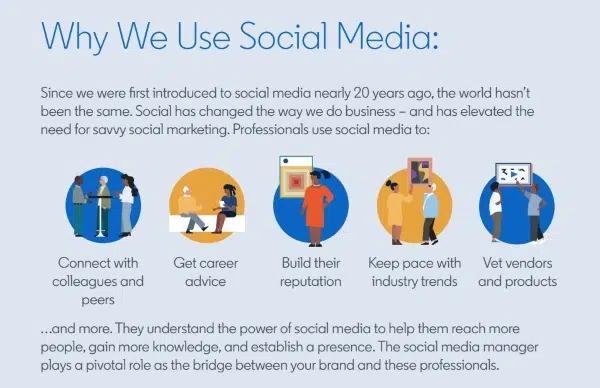 Why We Use Social Media:
Since we were first introduced to social media nearly 20 years ago, the world hasn't
been the same. Social has changed the way we do business – and has elevated the
need for savvy social marketing. Professionals use social media to:
Connect with
colleagues and
peers
Get career
advice
Build their
reputation
Keep pace with
industry trends
Vet vendors
and products
...and more. They understand the power of social media to help them reach more
people, gain more knowledge, and establish a presence. The social media manager
plays a pivotal role as the bridge between your brand and these professionals.